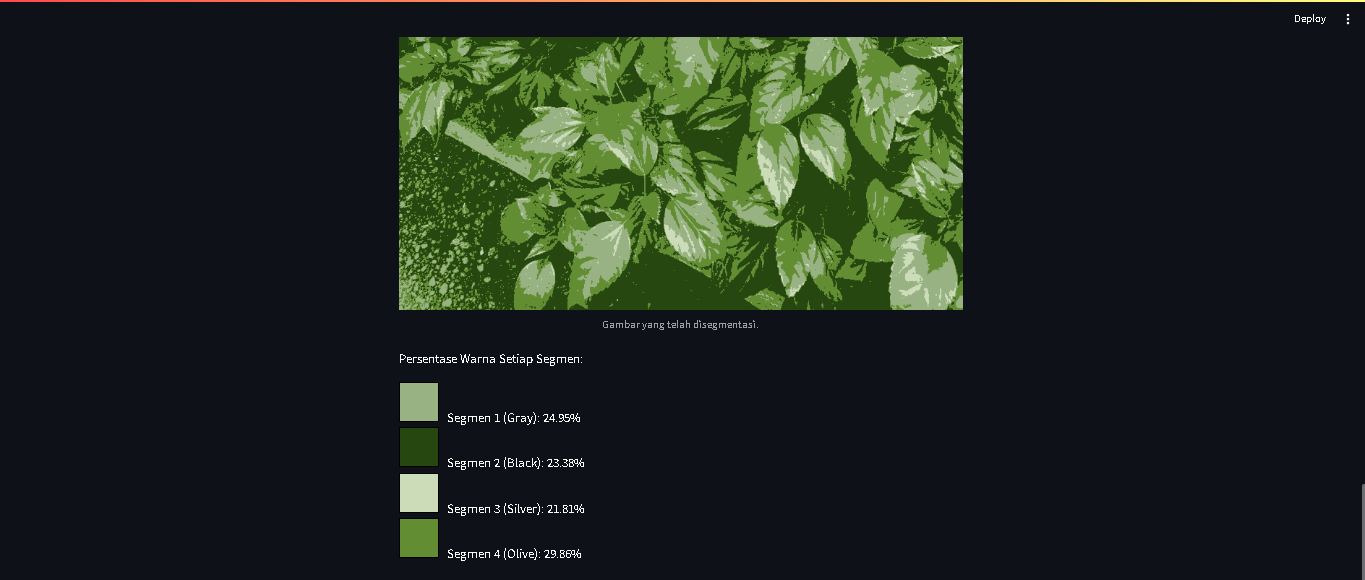 Deploy
Gambar yang telah disegmentasi.
Persentase Warna Setiap Segmen:
Segmen 1 (Gray): 24.95%
Segmen 2 (Black): 23.38%
Segmen 3 (Silver): 21.81%
Segmen 4 (Olive): 29.86%